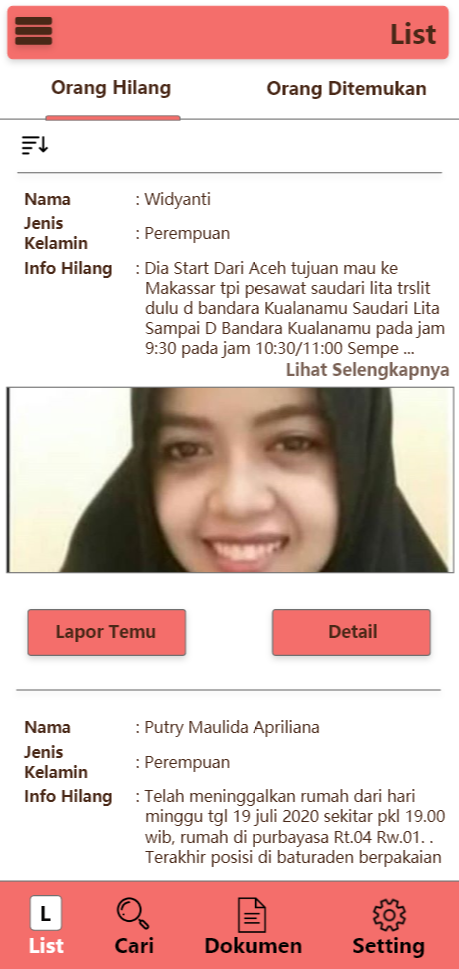 List
Orang Hilang
Orang Ditemukan
Nama : Widyanti
Jenis
Kelamin : Perempuan
Info Hilang : Dia Start Dari Aceh tujuan mau ke
Makassar tpi pesawat saudari lita trslit
dulu d bandara Kualanamu Saudari Lita
Sampai D Bandara Kualanamu pada jam
9:30 pada jam 10:30/11:00 Sempe ...
Lihat Selengkapnya
Lapor Temu
Detail
Nama : Putry Maulida Apriliana
Jenis
Kelamin : Perempuan
Info Hilang : Telah meninggalkan rumah dari hari
minggu tgl 19 juli 2020 sekitar pkl 19.00
wib, rumah di purbayasa Rt.04 Rw.01. .
Terakhir posisi di baturaden berpakaian
L
List
Cari
Dokumen
Setting